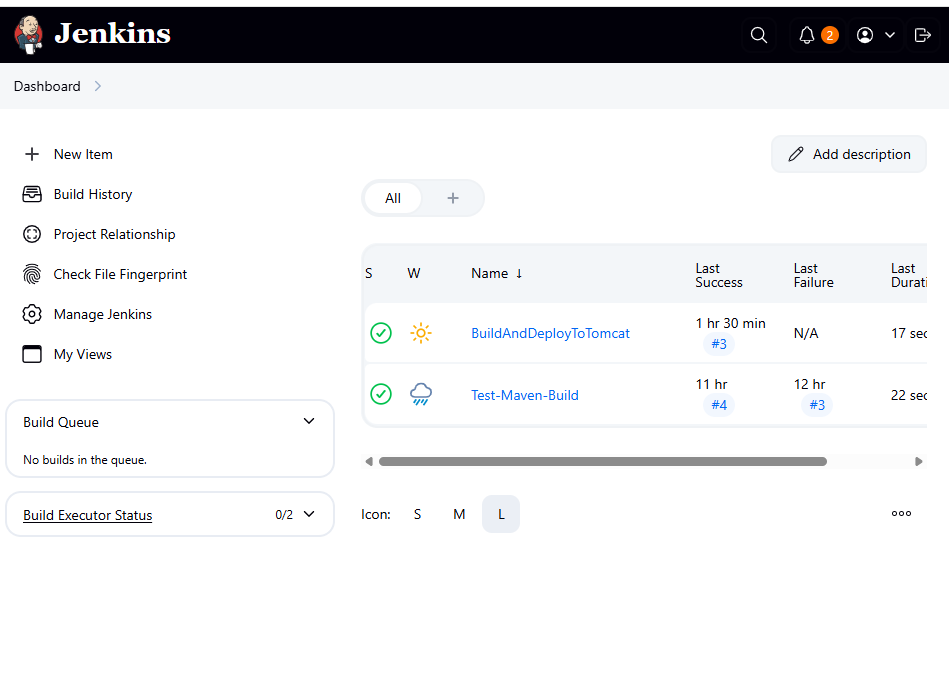 Jenkins
2
Dashboard
New Item
Build History
Project Relationship
Check File Fingerprint
Manage Jenkins
My Views
Build Queue
No builds in the queue.
Build Executor Status 0/2
Add description
All +
S W Name ↓ Last Success Last Failure Last Durati
BuildAndDeployToTomcat 1 hr 30 min #3 N/A 17 sec
Test-Maven-Build 11 hr #4 12 hr #3 22 sec
Icon: S M L